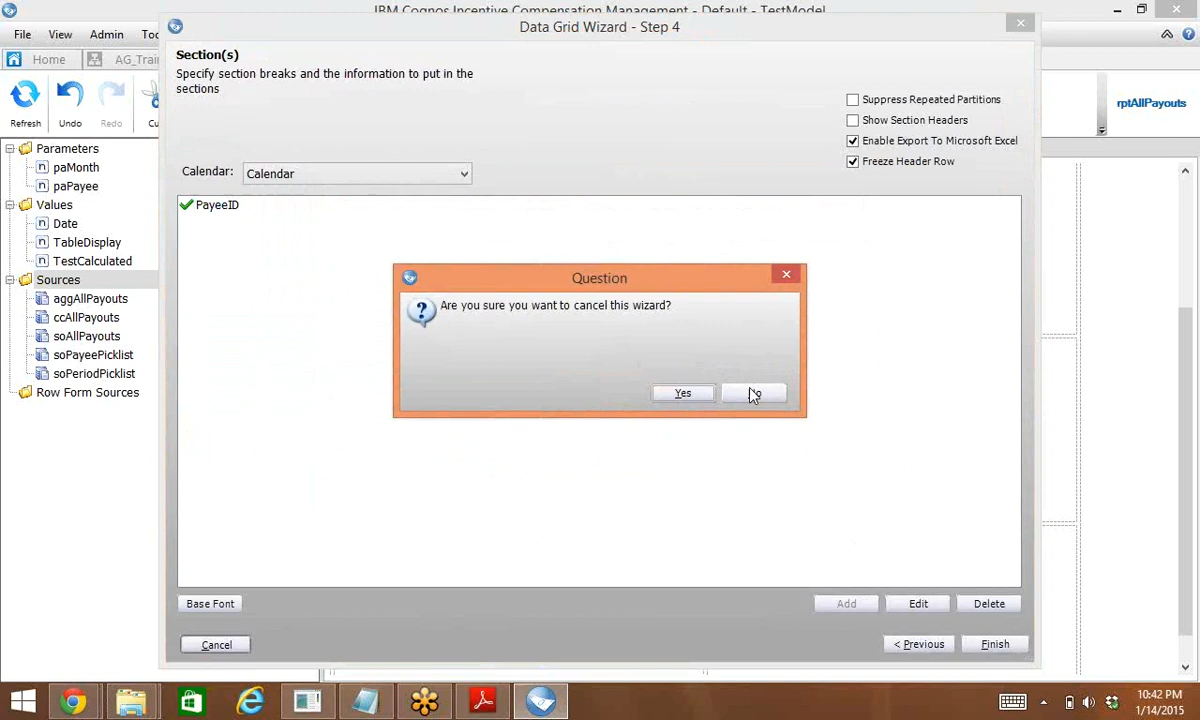 IBM Cognos Incentive Compensation Management - Default - TestModel
Data Grid Wizard - Step 4
File View Admin
Home AG_Trai
Refresh Undo Redo
rptAllPayouts
Section(s)
Specify section breaks and the information to put in the
sections
Suppress Repeated Partitions
Show Section Headers
Enable Export To Microsoft Excel
Freeze Header Row
Calendar: Calendar
PayeeID
Parameters
paMonth
paPayee
Values
Date
TableDisplay
TestCalculated
Sources
aggAllPayouts
ccAllPayouts
soAllPayouts
soPayeePicklist
soPeriodPicklist
Row Form Sources
Question
Are you sure you want to cancel this wizard?
Yes
Base Font Add Edit Delete
Cancel < Previous Finish
10:42 PM
1/14/2015